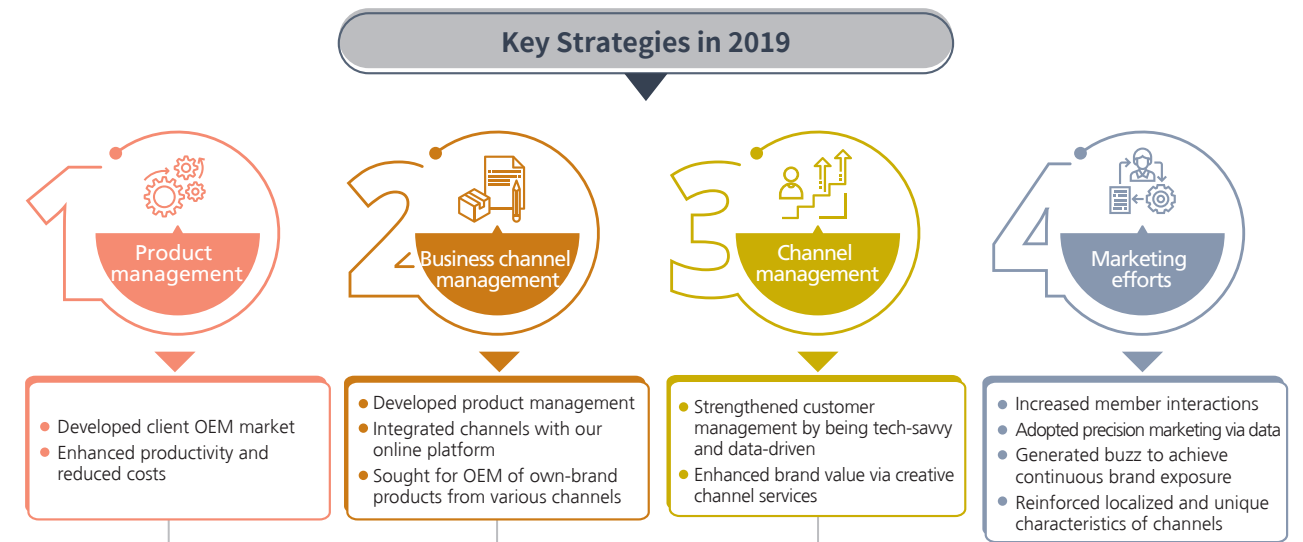 Key Strategies in 2019
1
Product
management
Developed client OEM market
Enhanced productivity and
reduced costs
2
Business channel
management
Developed product management
Integrated channels with our
online platform
Sought for OEM of own-brand
products from various channels
3
Channel
management
Strengthened customer
management by being tech-savvy
and data-driven
Enhanced brand value via creative
channel services
4
Marketing
efforts
Increased member interactions
Adopted precision marketing via data
Generated buzz to achieve
continuous brand exposure
Reinforced localized and unique
characteristics of channels